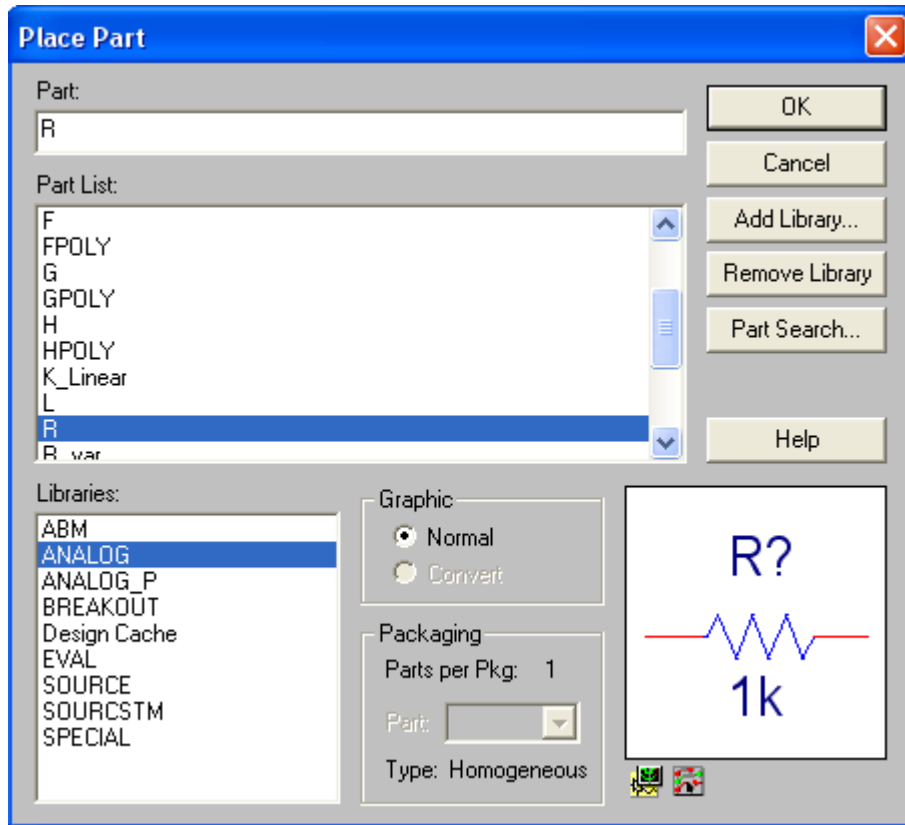 Place Part
Part:
R
OK
Cancel
Part List:
F
FPOLY
G
GPOLY
H
HPOLY
K_Linear
L
R
R_var
Add Library...
Remove Library
Part Search...
Help
Libraries:
ABM
ANALOG
ANALOG_P
BREAKOUT
Design Cache
EVAL
SOURCE
SOURCSTM
SPECIAL
Graphic
Normal
Convert
Packaging
Parts per Pkg: 1
Part:
Type: Homogeneous
R?
1k